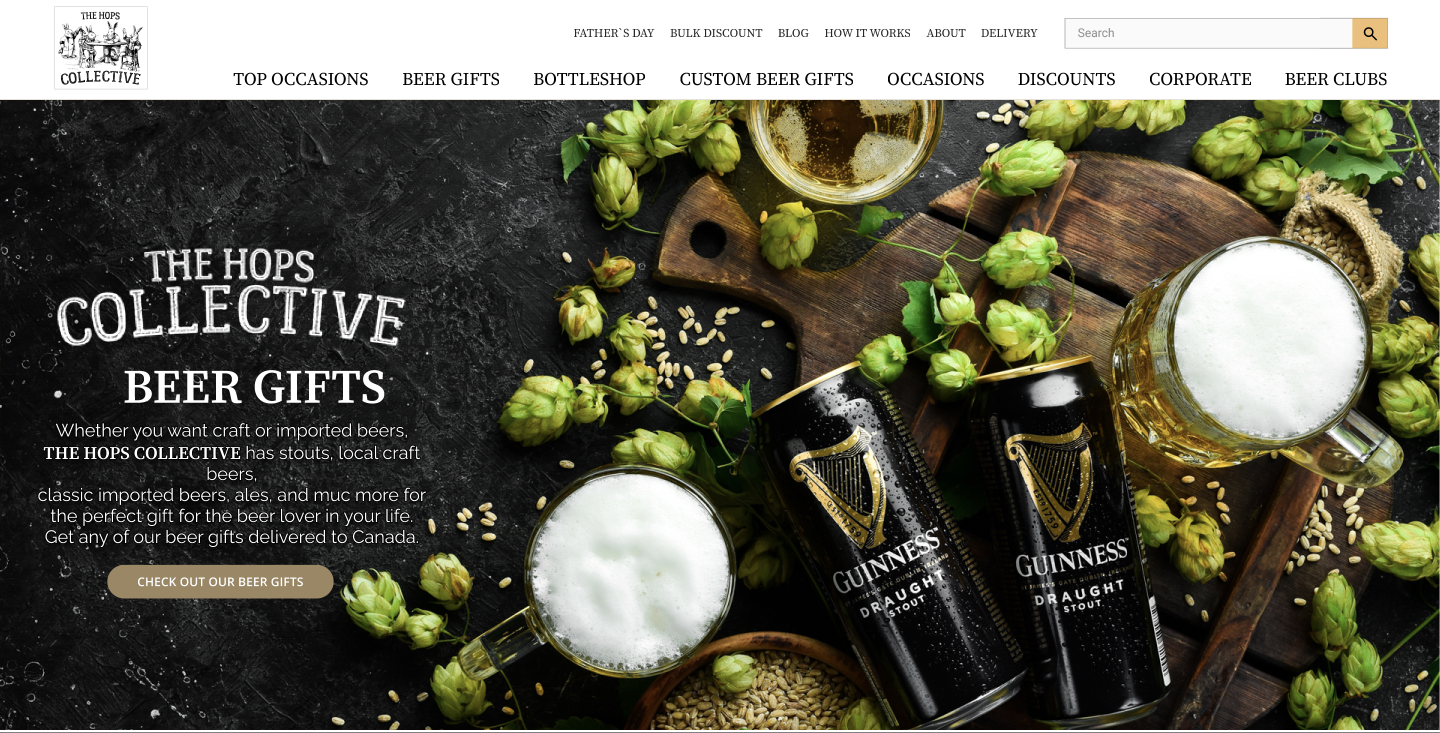 THE HOPS
COLLECTIVE
FATHER`S DAY BULK DISCOUNT BLOG HOW IT WORKS ABOUT DELIVERY Search
TOP OCCASIONS BEER GIFTS BOTTLESHOP CUSTOM BEER GIFTS OCCASIONS DISCOUNTS CORPORATE BEER CLUBS
THE HOPS
COLLECTIVE
BEER GIFTS
Whether you want craft or imported beers,
THE HOPS COLLECTIVE has stouts, local craft
beers,
classic imported beers, ales, and muc more for
the perfect gift for the beer lover in your life.
Get any of our beer gifts delivered to Canada.
CHECK OUT OUR BEER GIFTS
GUINNESS
DRAUGHT
STOUT
ESTD 1759
GUINNESS
DRAUGHT
STOUT